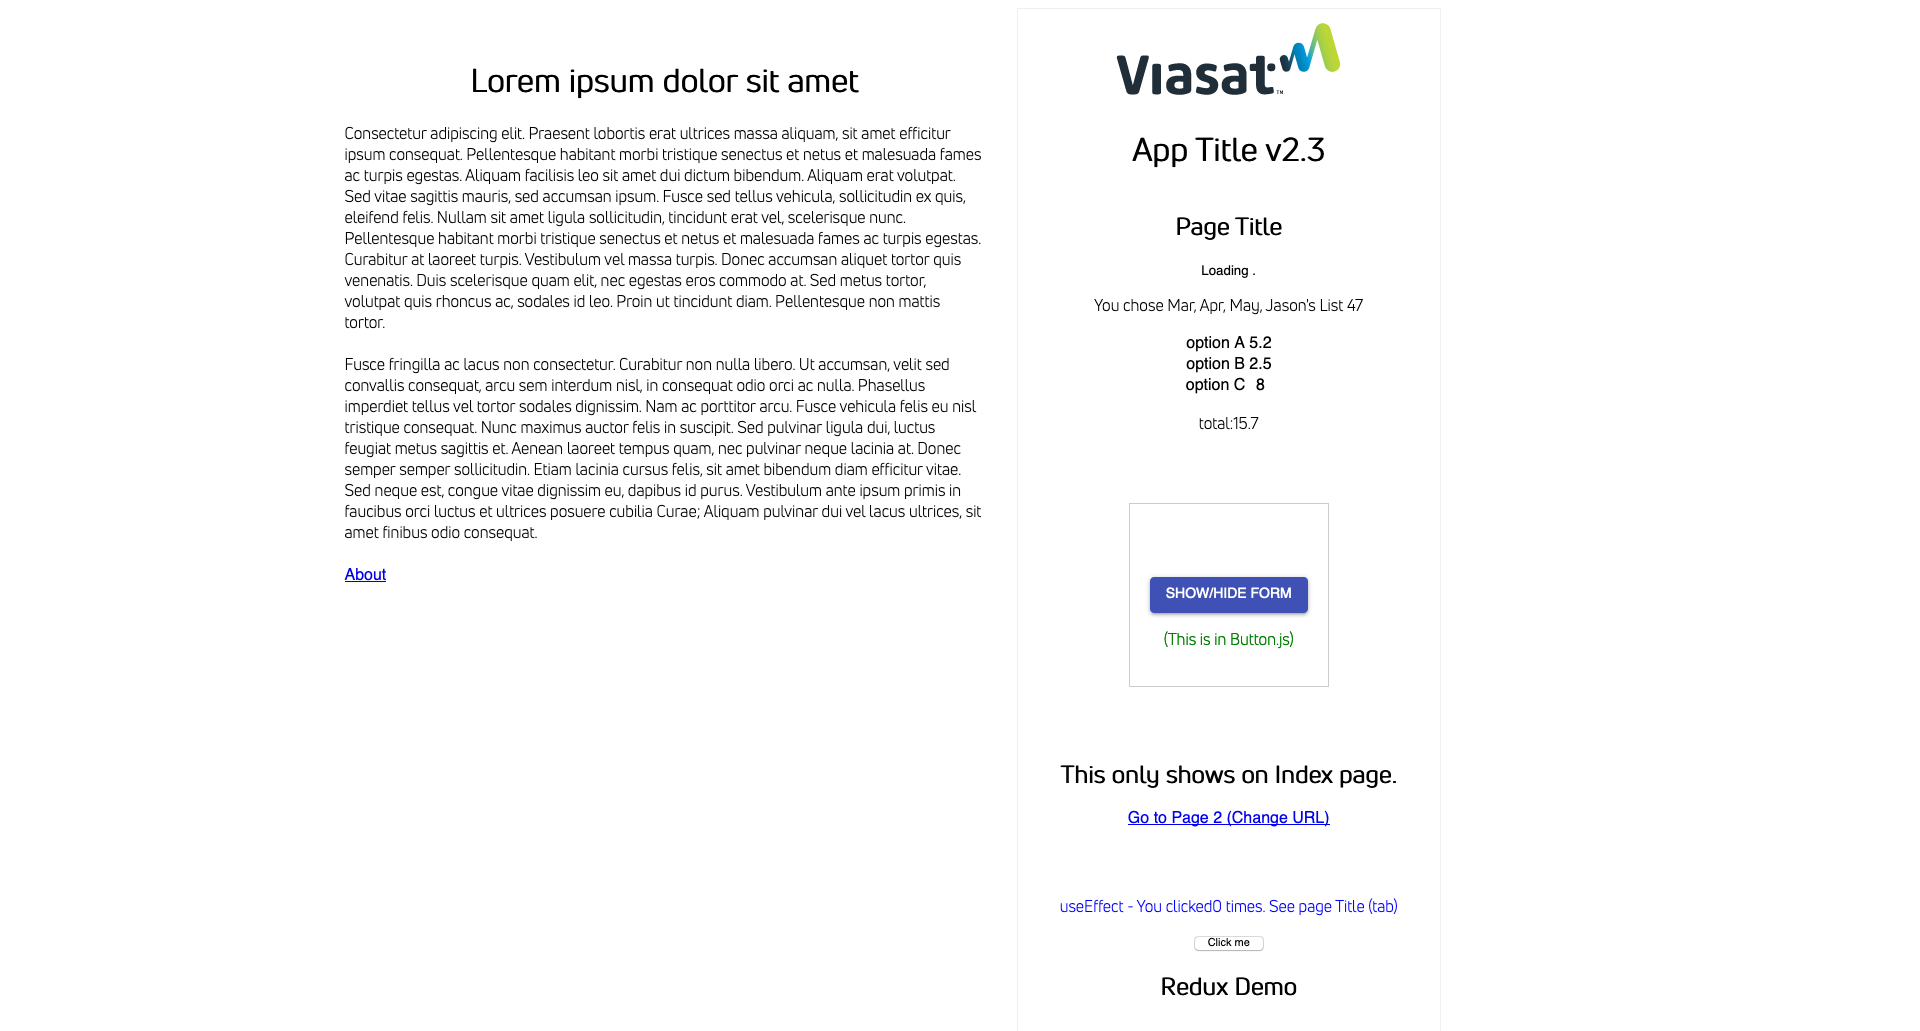 Lorem ipsum dolor sit amet
Consectetur adipiscing elit. Praesent lobortis erat ultrices massa aliquam, sit amet efficitur
ipsum consequat. Pellentesque habitant morbi tristique senectus et netus et malesuada fames
ac turpis egestas. Aliquam facilisis leo sit amet dui dictum bibendum. Aliquam erat volutpat.
Sed vitae sagittis mauris, sed accumsan ipsum. Fusce sed tellus vehicula, sollicitudin ex quis,
eleifend felis. Nullam sit amet ligula sollicitudin, tincidunt erat vel, scelerisque nunc.
Pellentesque habitant morbi tristique senectus et netus et malesuada fames ac turpis egestas.
Curabitur at laoreet turpis. Vestibulum vel massa turpis. Donec accumsan aliquet tortor quis
venenatis. Duis scelerisque quam elit, nec egestas eros commodo at. Sed metus tortor,
volutpat quis rhoncus ac, sodales id leo. Proin ut tincidunt diam. Pellentesque non mattis
tortor.
Fusce fringilla ac lacus non consectetur. Curabitur non nulla libero. Ut accumsan, velit sed
convallis consequat, arcu sem interdum nisl, in consequat odio orci ac nulla. Phasellus
imperdiet tellus vel tortor sodales dignissim. Nam ac porttitor arcu. Fusce vehicula felis eu nisl
tristique consequat. Nunc maximus auctor felis in suscipit. Sed pulvinar ligula dui, luctus
feugiat metus sagittis et. Aenean laoreet tempus quam, nec pulvinar neque lacinia at. Donec
semper semper sollicitudin. Etiam lacinia cursus felis, sit amet bibendum diam efficitur vitae.
Sed neque est, congue vitae dignissim eu, dapibus id purus. Vestibulum ante ipsum primis in
faucibus orci luctus et ultrices posuere cubilia Curae; Aliquam pulvinar dui vel lacus ultrices, sit
amet finibus odio consequat.
About
Viasat™
App Title v2.3
Page Title
Loading .
You chose Mar, Apr, May, Jason's List 47
option A 5.2
option B 2.5
option C 8
total:15.7
SHOW/HIDE FORM
(This is in Button.js)
This only shows on Index page.
Go to Page 2 (Change URL)
useEffect - You clicked0 times. See page Title (tab)
Click me
Redux Demo